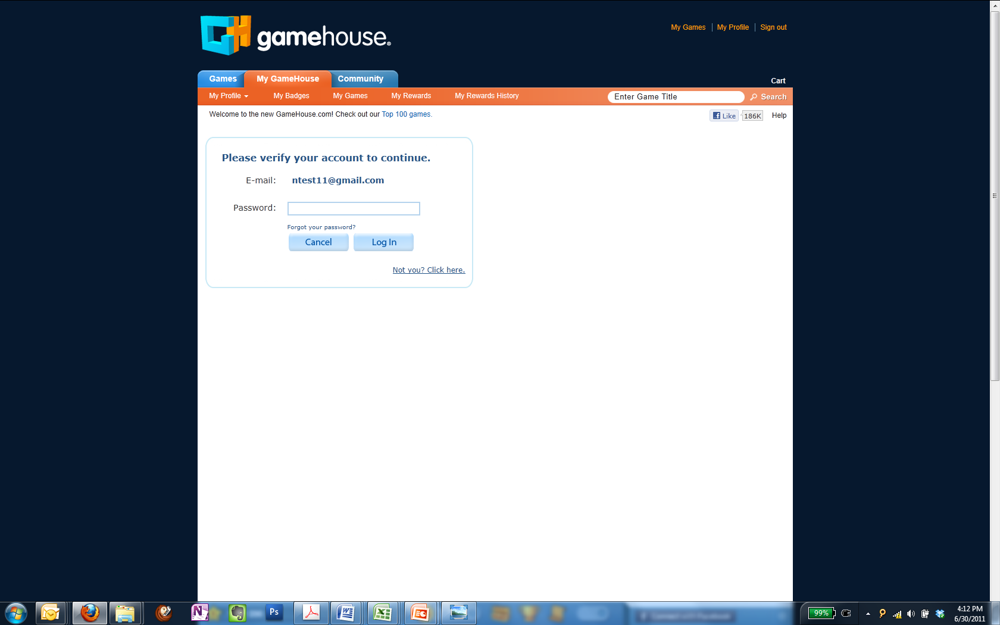 gamehouse®
My Games
My Profile
Sign out
Games
My GameHouse
Community
Cart
My Profile
My Badges
My Games
My Rewards
My Rewards History
Enter Game Title
Search
Welcome to the new GameHouse.com! Check out our Top 100 games.
Like
186K
Help
Please verify your account to continue.
E-mail: ntest11@gmail.com
Password:
Forgot your password?
Cancel
Log In
Not you? Click here.
N
Ps
99%
4:12 PM
6/30/2011